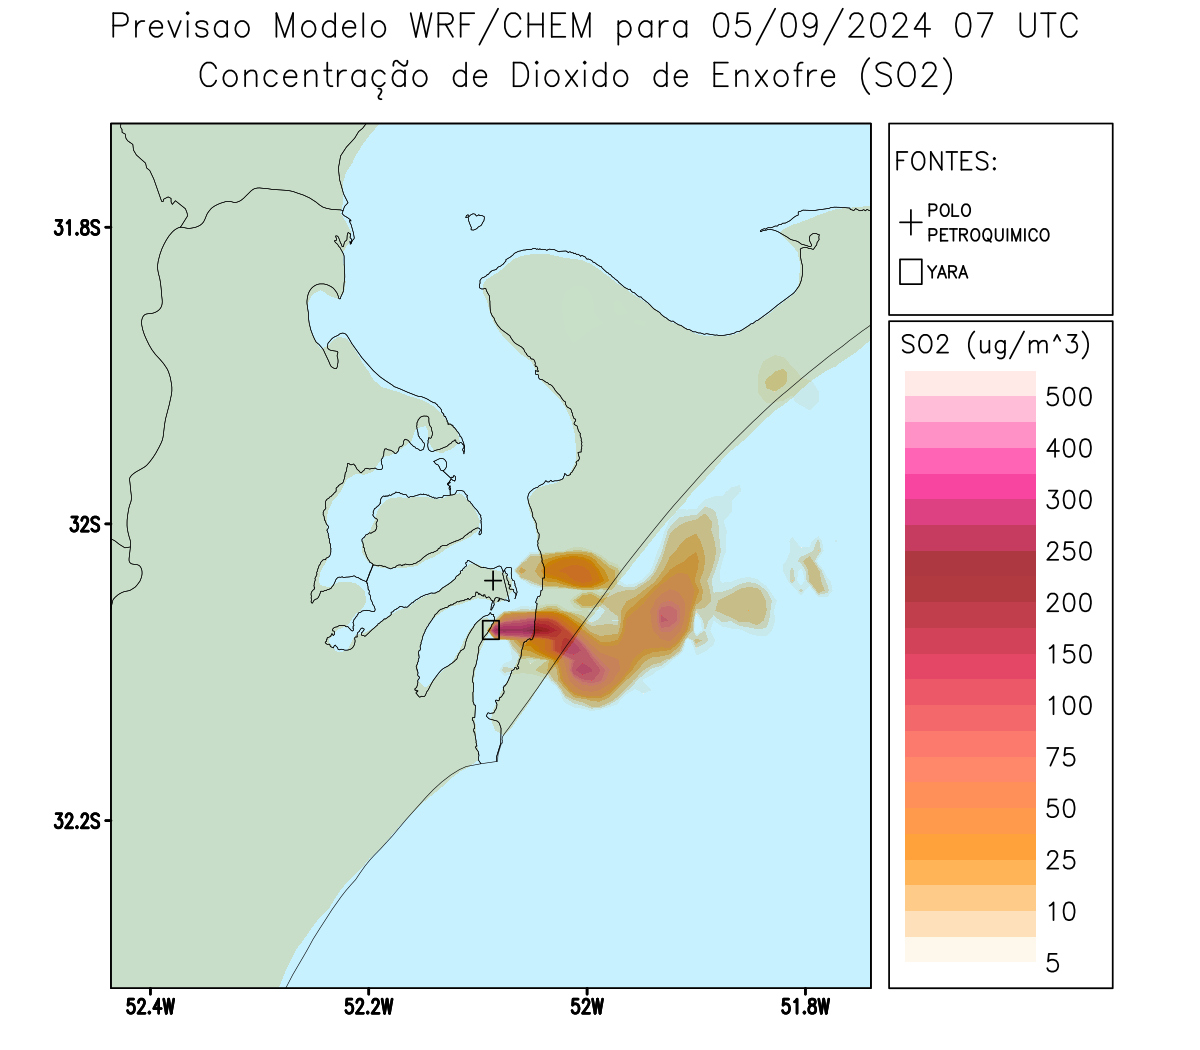 Previsao Modelo WRF/CHEM para 05/09/2024 07 UTC
Concentração de Dioxido de Enxofre (SO2)
FONTES:
POLO
PETROQUIMICO
YARA
31.8S
32S
32.2S
52.4W
52.2W
52W
51.8W
SO2 (ug/m^3)
500
400
300
250
200
150
100
75
50
25
10
5